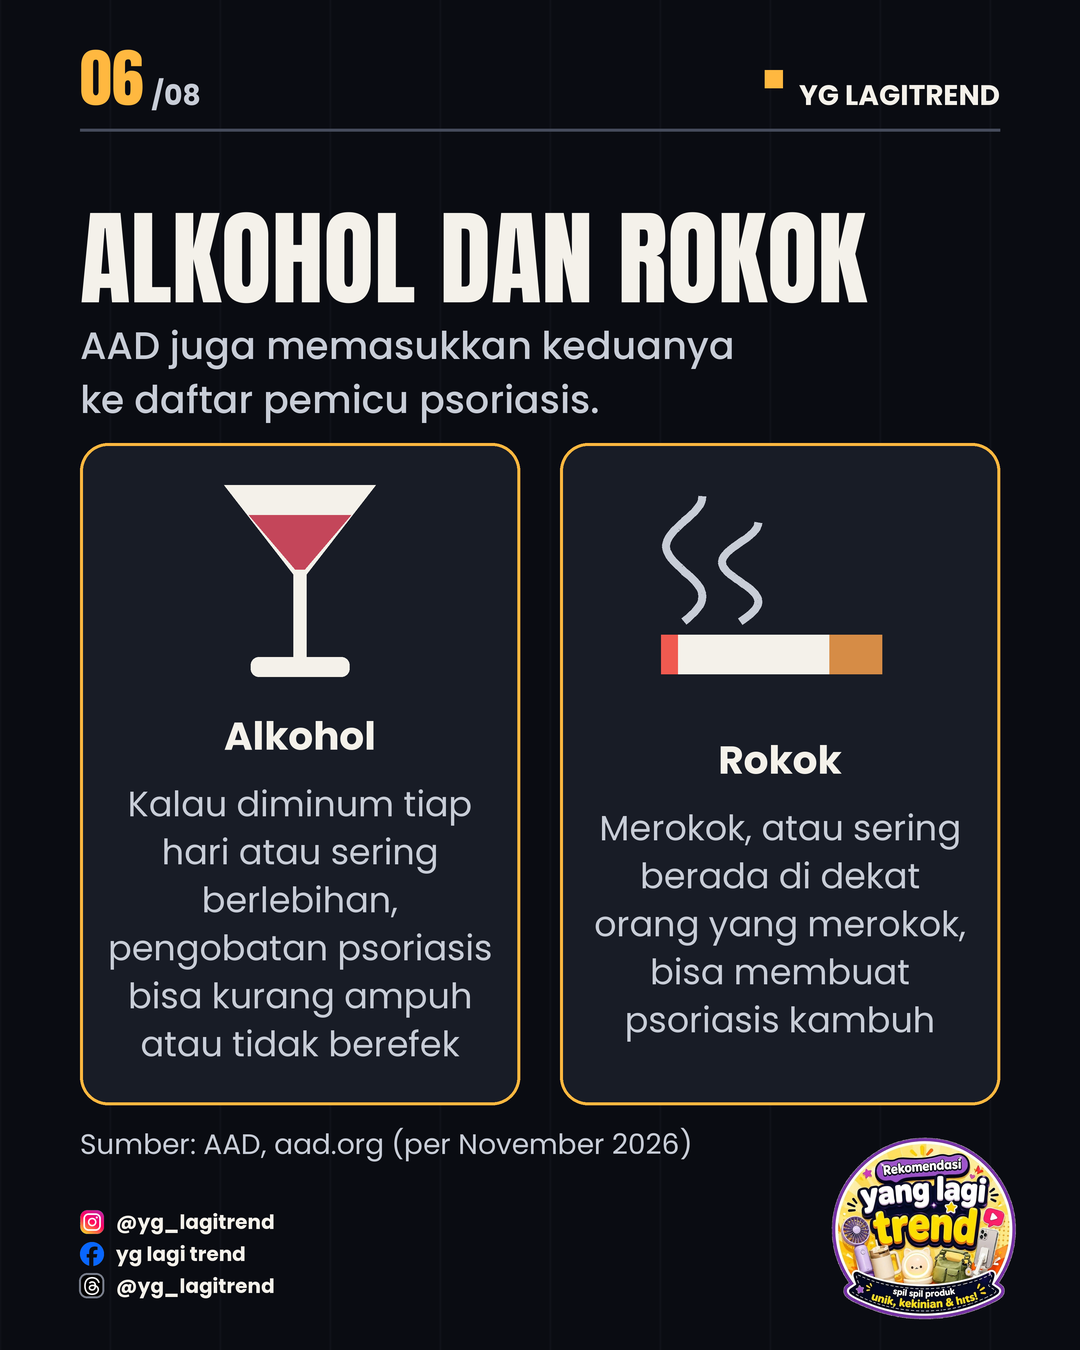 06 /08
YG LAGITREND
ALKOHOL DAN ROKOK
AAD juga memasukkan keduanya
ke daftar pemicu psoriasis.
Alkohol
Kalau diminum tiap
hari atau sering
berlebihan,
pengobatan psoriasis
bisa kurang ampuh
atau tidak berefek
Rokok
Merokok, atau sering
berada di dekat
orang yang merokok,
bisa membuat
psoriasis kambuh
Sumber: AAD, aad.org (per November 2026)
@yg_lagitrend
yg lagi trend
@yg_lagitrend
Rekomendasi
yang lagi
trend
spil spil produk
unik, kekinian & hits!